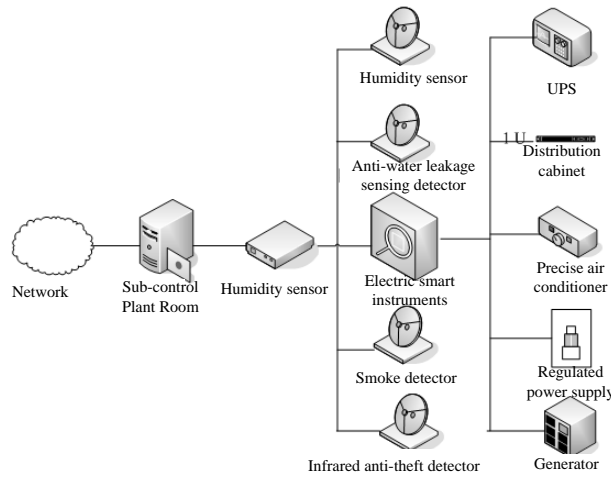 Humidity sensor
UPS
1 U
Anti-water leakage
sensing detector
Distribution
cabinet
Network
Sub-control
Plant Room
Humidity sensor
Electric smart
instruments
Precise air
conditioner
Smoke detector
Regulated
power supply
Infrared anti-theft detector
Generator